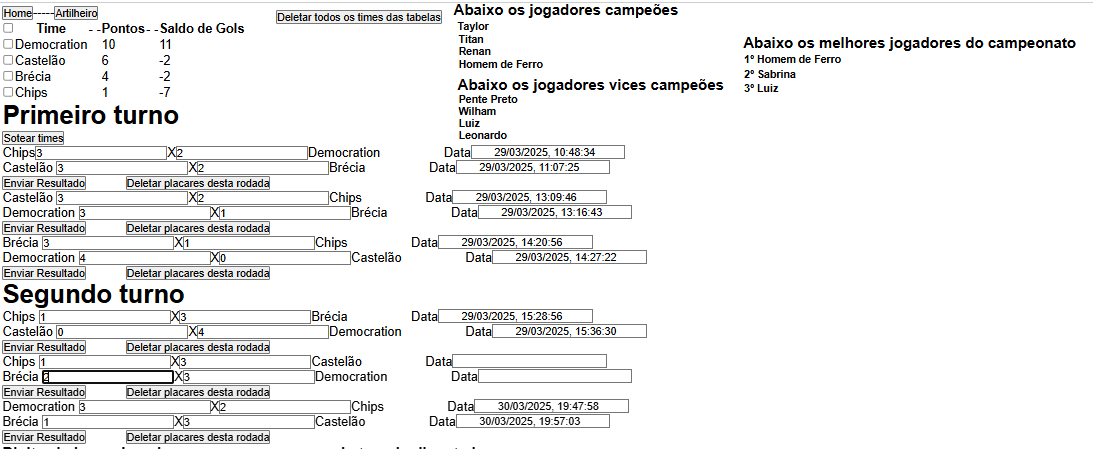 Home------Artilheiro
Deletar todos os times das tabelas
Time - -Pontos- - Saldo de Gols
Democration 10 11
Castelão 6 -2
Brécia 4 -2
Chips 1 -7
Abaixo os jogadores campeões
Taylor
Titan
Renan
Homem de Ferro
Abaixo os jogadores vices campeões
Pente Preto
Wilham
Luiz
Leonardo
Abaixo os melhores jogadores do campeonato
1º Homem de Ferro
2º Sabrina
3º Luiz
Primeiro turno
Sotear times
Chips 3 X 2 Democration Data 29/03/2025, 10:48:34
Castelão 3 X 2 Brécia Data 29/03/2025, 11:07:25
Enviar Resultado Deletar placares desta rodada
Castelão 3 X 2 Chips Data 29/03/2025, 13:09:46
Democration 3 X 1 Brécia Data 29/03/2025, 13:16:43
Enviar Resultado Deletar placares desta rodada
Brécia 3 X 1 Chips Data 29/03/2025, 14:20:56
Democration 4 X 0 Castelão Data 29/03/2025, 14:27:22
Enviar Resultado Deletar placares desta rodada
Segundo turno
Chips 1 X 3 Brécia Data 29/03/2025, 15:28:56
Castelão 0 X 4 Democration Data 29/03/2025, 15:36:30
Enviar Resultado Deletar placares desta rodada
Chips 1 X 3 Castelão Data
Brécia 2 X 3 Democration Data
Enviar Resultado Deletar placares desta rodada
Democration 3 X 2 Chips Data 30/03/2025, 19:47:58
Brécia 1 X 3 Castelão Data 30/03/2025, 19:57:03
Enviar Resultado Deletar placares desta rodada